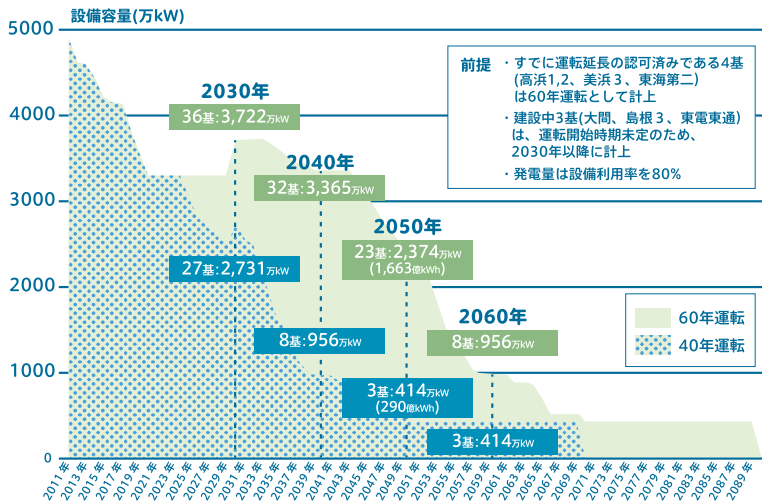 設備容量(万kW)
5000
4000
3000
2000
1000
0
前提
・すでに運転延長の認可済みである4基
(高浜1,2、美浜３、東海第二)
は60年運転として計上
・建設中3基(大間、島根３、東電東通)
は、運転開始時期未定のため、
2030年以降に計上
・発電量は設備利用率を80%
2030年
36基:3,722万kW
27基:2,731万kW
2040年
32基:3,365万kW
8基:956万kW
2050年
23基:2,374万kW
(1,663億kWh)
3基:414万kW
(290億kWh)
2060年
8基:956万kW
3基:414万kW
60年運転
40年運転
2011年
2013年
2015年
2017年
2019年
2021年
2023年
2025年
2027年
2029年
2031年
2033年
2035年
2037年
2039年
2041年
2043年
2045年
2047年
2049年
2051年
2053年
2055年
2057年
2059年
2061年
2063年
2065年
2067年
2069年
2071年
2073年
2075年
2077年
2079年
2081年
2083年
2085年
2087年
2089年